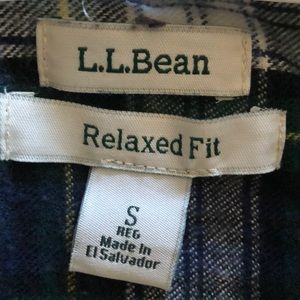 L.L.Bean
Relaxed Fit
S
REG
Made In
El Salvador